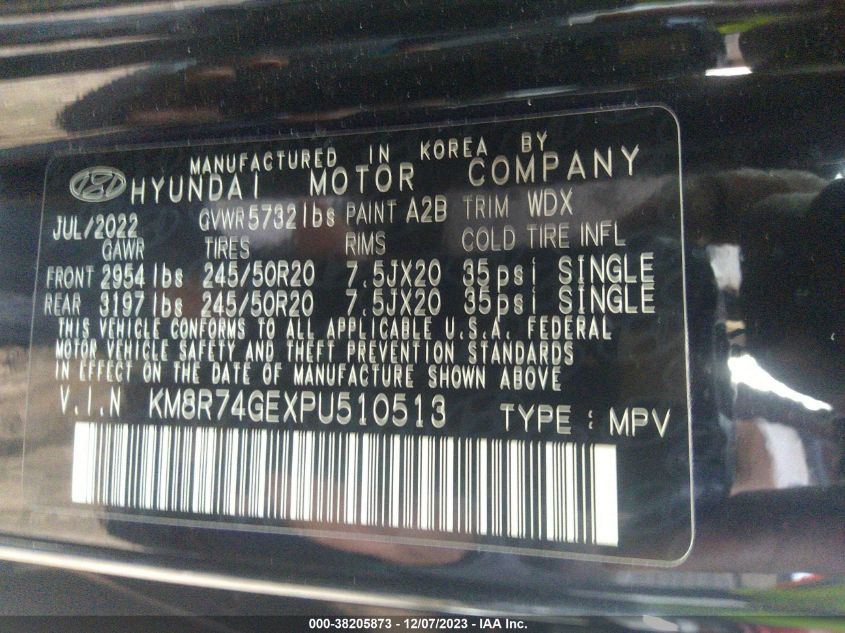 MANUFACTURED IN KOREA BY
HYUNDAI MOTOR COMPANY
JUL/2022 GVWR 5732 lbs PAINT A2B TRIM WDX
GAWR TIRES RIMS COLD TIRE INFL
FRONT 2954 lbs 245/50R20 7.5JX20 35psi SINGLE
REAR 3197 lbs 245/50R20 7.5JX20 35psi SINGLE
THIS VEHICLE CONFORMS TO ALL APPLICABLE U.S.A. FEDERAL
MOTOR VEHICLE SAFETY AND THEFT PREVENTION STANDARDS
IN EFFECT ON THE DATE OF MANUFACTURE SHOWN ABOVE.
V.I.N KM8R74GEXPU510513 TYPE : MPV
000-38205873 - 12/07/2023 - IAA Inc.